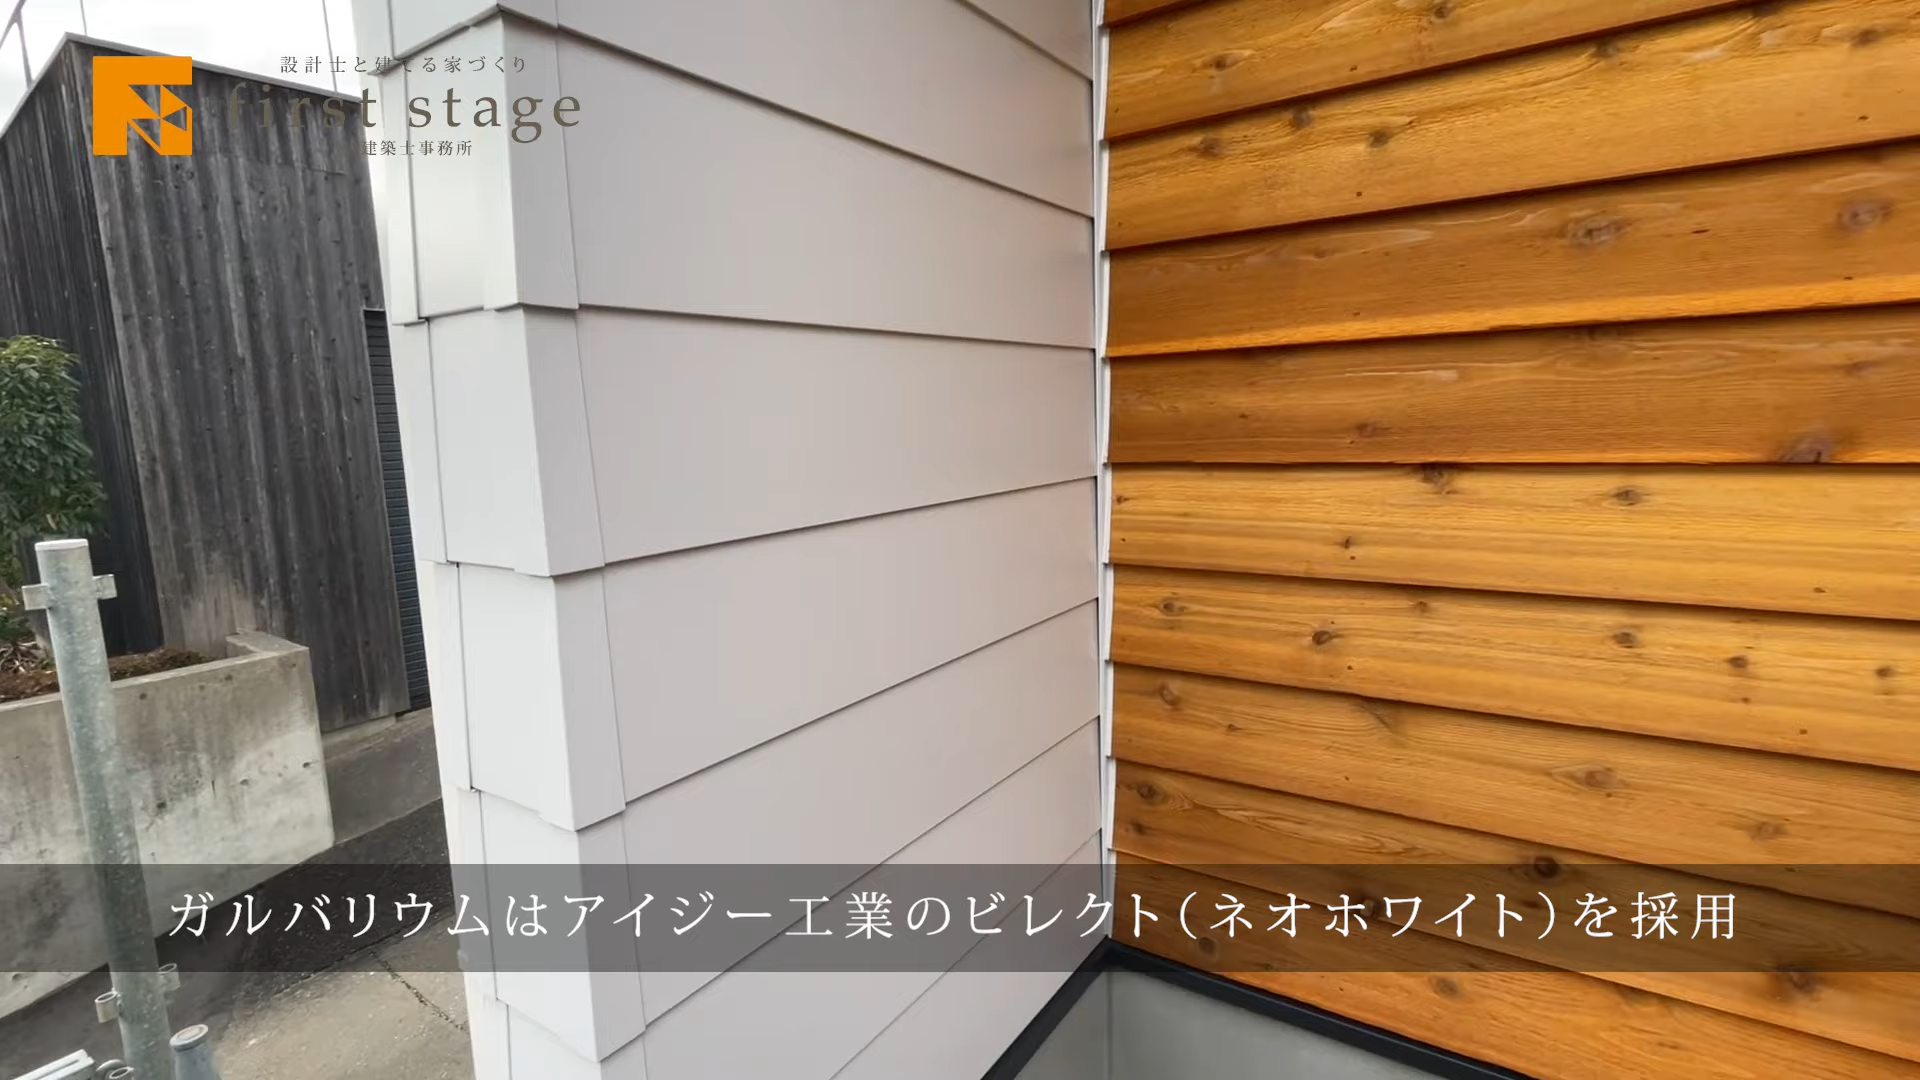 設計士と建てる家づくり
first stage
建築士事務所
ガルバリウムはアイジー工業のビレクト（ネオホワイト）を採用